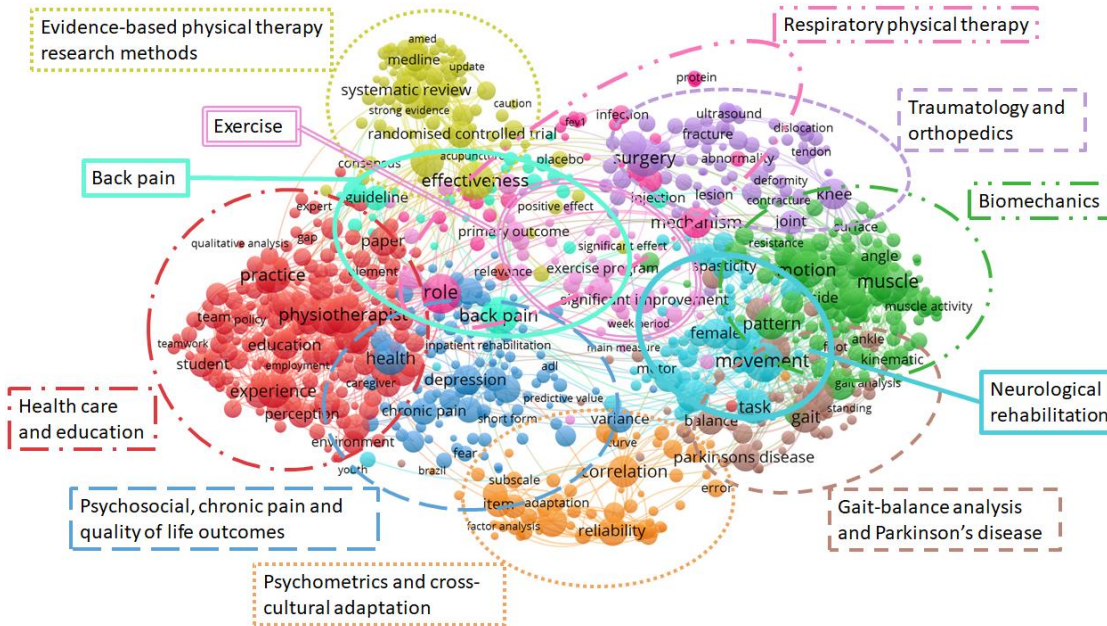 Evidence-based physical therapy
research methods
Respiratory physical therapy
Exercise
Traumatology and
orthopedics
Back pain
Biomechanics
Health care
and education
Neurological
rehabilitation
Psychosocial, chronic pain and
quality of life outcomes
Gait-balance analysis
and Parkinson's disease
Psychometrics and cross-
cultural adaptation
amed
medline
update
systematic review
strong evidence
caution
randomised controlled trial
consensus
acupuncture
placebo
effectiveness
guideline
positive effect
protein
fev1
infection
ultrasound
fracture
dislocation
surgery
abnormality
tendon
deformity
injection
lesion
contracture
knee
mechanism
joint
expert
qualitative analysis
gap
paper
primary outcome
significant effect
resistance
surface
element
relevance
exercise program
spasticity
motion
angle
practice
role
significant improvement
muscle
muscle activity
team
policy
physiotherapist
back pain
week period
female
pattern
teamwork
education
inpatient rehabilitation
main measure
foot
ankle
student
employment
health
adl
motor
movement
kinematic
caregiver
depression
gait analysis
experience
predictive value
task
standing
perception
chronic pain
short form
variance
balance
gait
environment
fear
curve
parkinsons disease
youth
brazil
subscale
correlation
error
item
adaptation
factor analysis
reliability